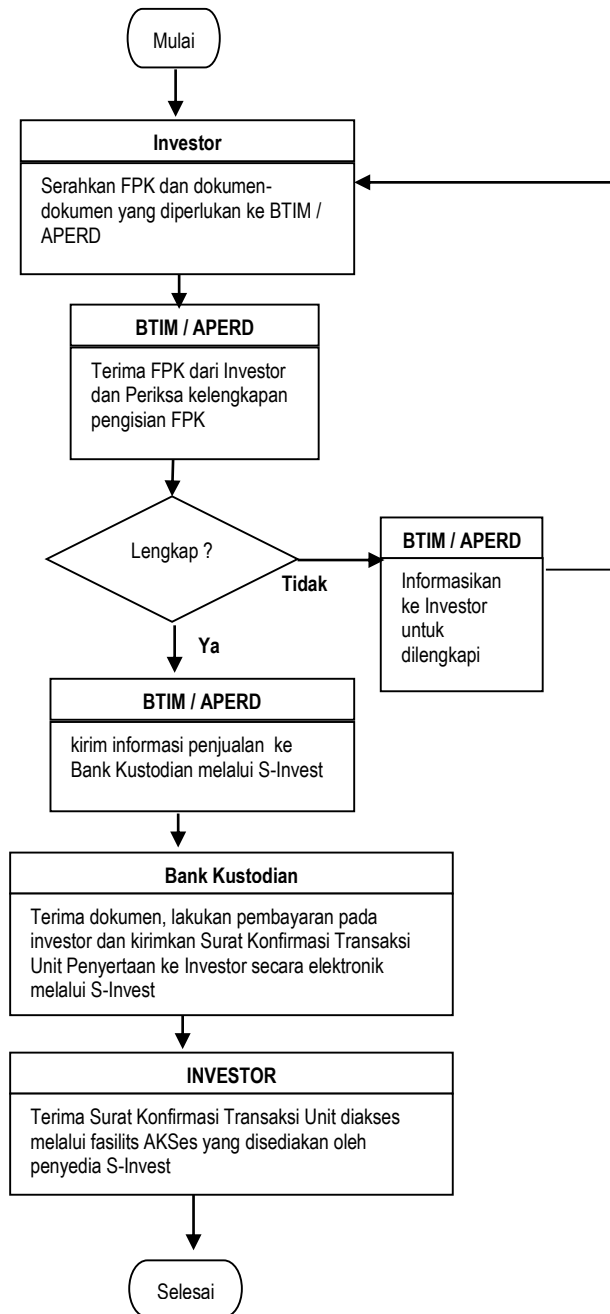 Mulai
Investor
Serahkan FPK dan dokumen-
dokumen yang diperlukan ke BTIM /
APERD
BTIM / APERD
Terima FPK dari Investor
dan Periksa kelengkapan
pengisian FPK
Lengkap ?
Tidak
BTIM / APERD
Informasikan
ke Investor
untuk
dilengkapi
Ya
BTIM / APERD
kirim informasi penjualan ke
Bank Kustodian melalui S-Invest
Bank Kustodian
Terima dokumen, lakukan pembayaran pada
investor dan kirimkan Surat Konfirmasi Transaksi
Unit Penyertaan ke Investor secara elektronik
melalui S-Invest
INVESTOR
Terima Surat Konfirmasi Transaksi Unit diakses
melalui fasilits AKSes yang disediakan oleh
penyedia S-Invest
Selesai